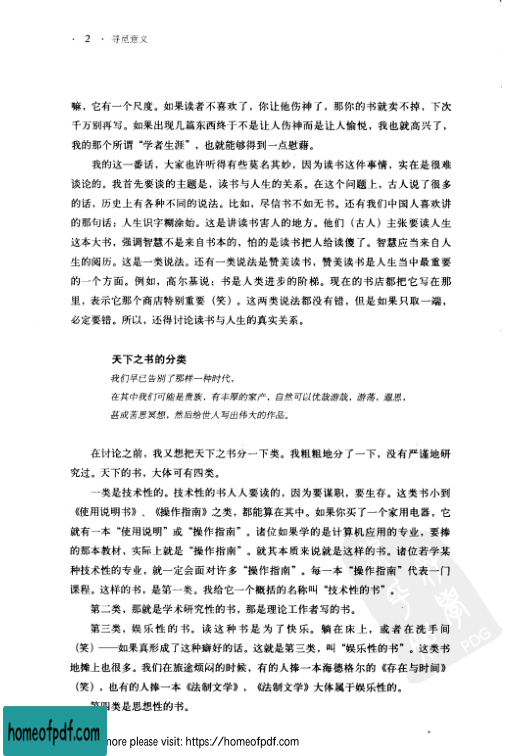 · 2 · 寻觅意义
嘛，它有一个尺度。如果读者不喜欢了，你让他伤神了，那你的书就卖不掉，下次
千万别再写。如果出现几篇东西终于不是让人伤神而是让人愉悦，我也就高兴了，
我的那个所谓“学者生涯”，也就能够得到一点慰藉。
我的这一番话，大家也许听得有些莫名其妙，因为读书这件事情，实在是很难
谈论的。我首先要谈的主题是，读书与人生的关系。在这个问题上，古人说了很多
的话，历史上有各种不同的说法。比如，尽信书不如无书。还有我们中国人喜欢讲
的那句话：人生识字糊涂始。这是讲读书害人的地方。他们（古人）主张要读人生
这本大书，强调智慧不是来自书本的，怕的是读书把人给读傻了。智慧应当来自人
生的阅历。这是一类说法。还有一类说法是赞美读书，赞美读书是人生当中最重要
的一个方面。例如，高尔基说：书是人类进步的阶梯。现在的书店都把它写在那
里，表示它那个商店特别重要（笑）。这两类说法都没有错，但是如果只取一端，
必定要错。所以，还得讨论读书与人生的真实关系。
天下之书的分类
我们早已告别了那样一种时代，
在其中我们可能是贵族，有丰厚的家产，自然可以优哉游哉，游荡，遐思，
甚或苦思冥想，然后给世人写出伟大的作品。
在讨论之前，我又想把天下之书分一下类。我粗粗地分了一下，没有严谨地研
究过。天下的书，大体可有四类。
一类是技术性的。技术性的书人人要读的，因为要谋职，要生存。这类书小到
《使用说明书》、《操作指南》之类，都能算在其中。如果你买了一个家用电器，它
就有一本“使用说明”或“操作指南”。诸位如果学的是计算机应用的专业，要捧
的那本教材，实际上就是“操作指南”。就其本质来说就是这样的书。诸位若学某
种技术性的专业，就一定会面对许多“操作指南”。每一本“操作指南”代表一门
课程。这样的书，是第一类。我给它一个概括的名称叫“技术性的书”。
第二类，那就是学术研究性的书，那是理论工作者写的书。
第三类，娱乐性的书。读这种书是为了快乐。躺在床上，或者在洗手间
（笑）——如果真形成了这种癖好的话。这就是第三类，叫“娱乐性的书”。这类书
地摊上也很多。我们在旅途烦闷的时候，有的人捧一本海德格尔的《存在与时间》
（笑），也有的人捧一本《法制文学》，《法制文学》大体属于娱乐性的。
第四类是思想性的书。
PDG
homeofpdf.com
more please visit: https://homeofpdf.com